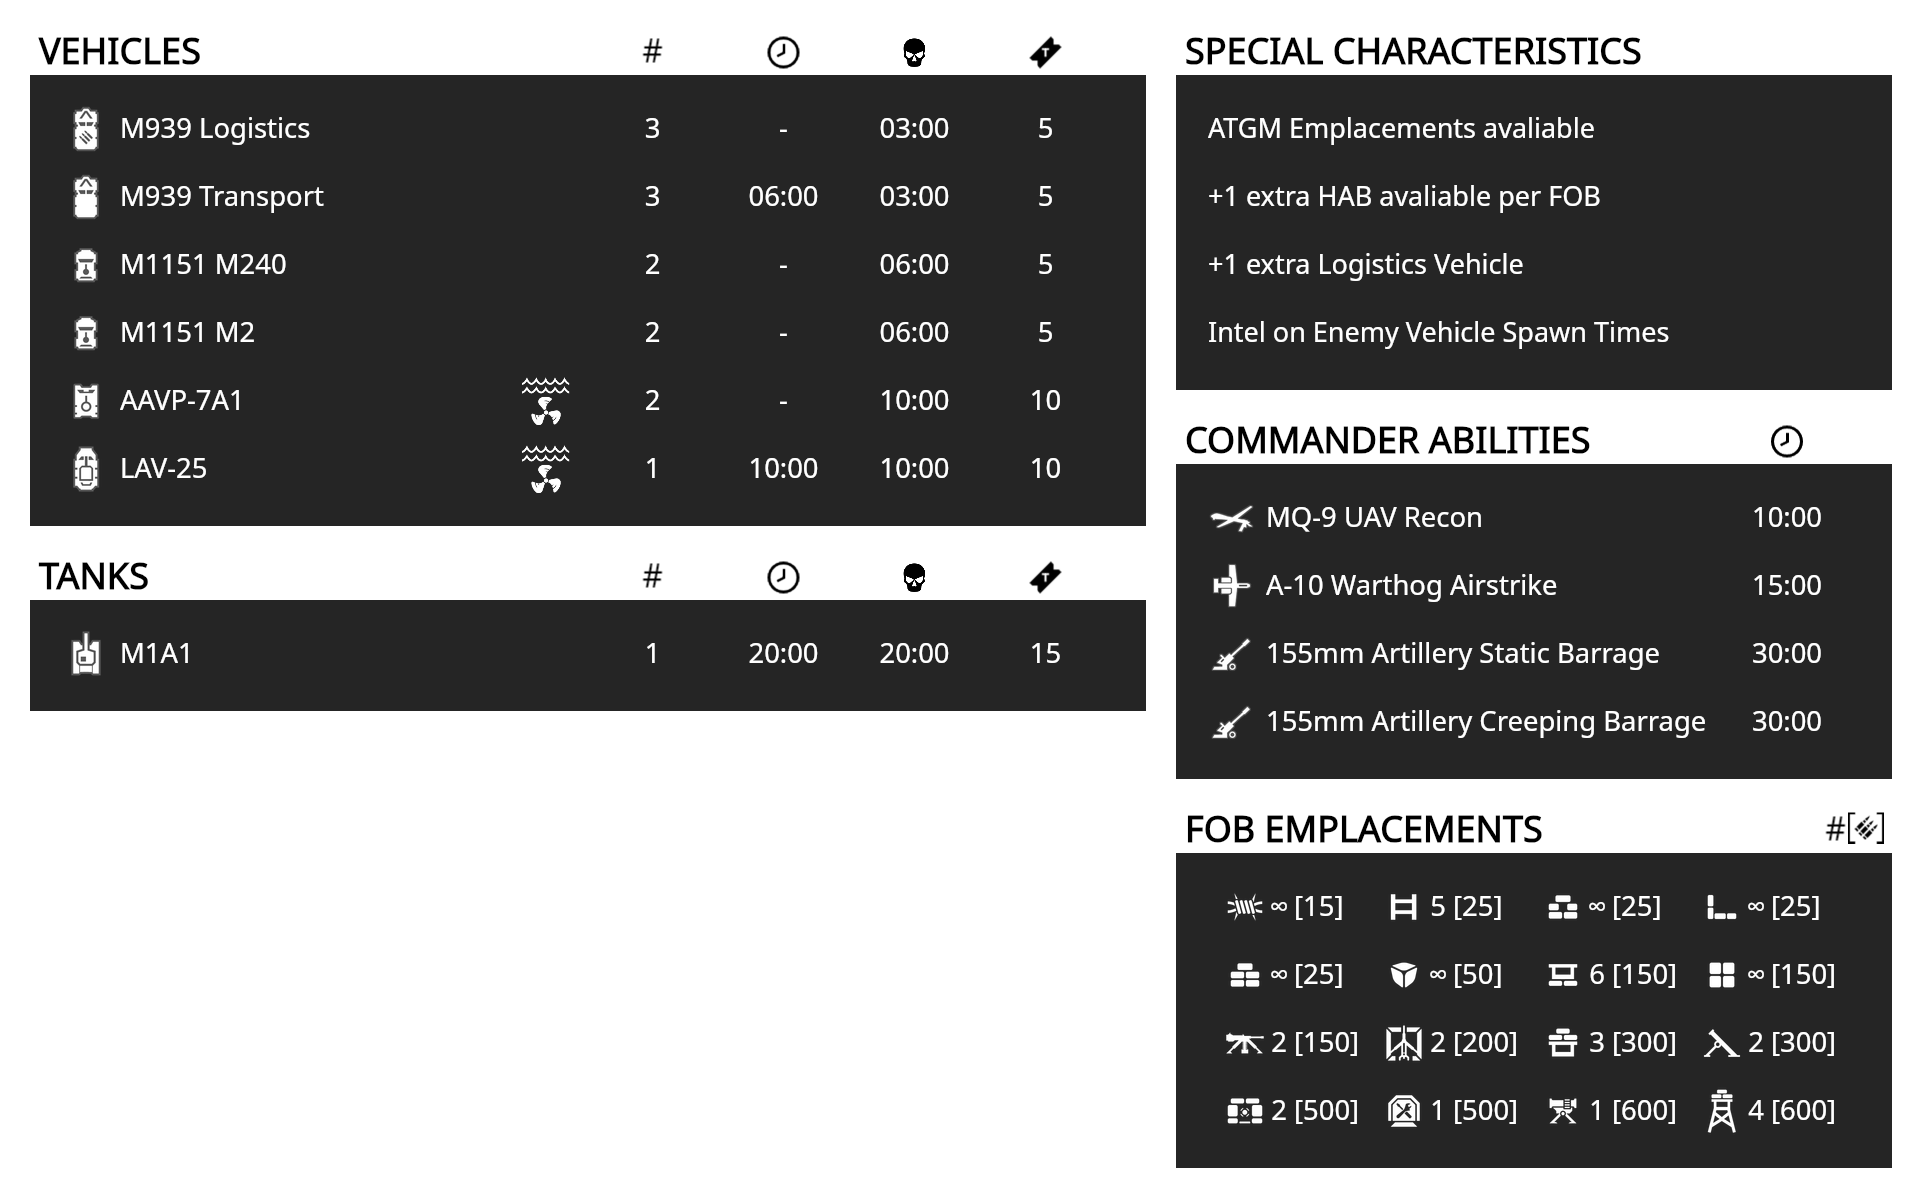 VEHICLES #
M939 Logistics 3 - 03:00 5
M939 Transport 3 06:00 03:00 5
M1151 M240 2 - 06:00 5
M1151 M2 2 - 06:00 5
AAVP-7A1 2 - 10:00 10
LAV-25 1 10:00 10:00 10
TANKS #
M1A1 1 20:00 20:00 15
SPECIAL CHARACTERISTICS
ATGM Emplacements avaliable
+1 extra HAB avaliable per FOB
+1 extra Logistics Vehicle
Intel on Enemy Vehicle Spawn Times
COMMANDER ABILITIES
MQ-9 UAV Recon 10:00
A-10 Warthog Airstrike 15:00
155mm Artillery Static Barrage 30:00
155mm Artillery Creeping Barrage 30:00
FOB EMPLACEMENTS #[]
∞ [15] 5 [25] ∞ [25] ∞ [25]
∞ [25] ∞ [50] 6 [150] ∞ [150]
2 [150] 2 [200] 3 [300] 2 [300]
2 [500] 1 [500] 1 [600] 4 [600]